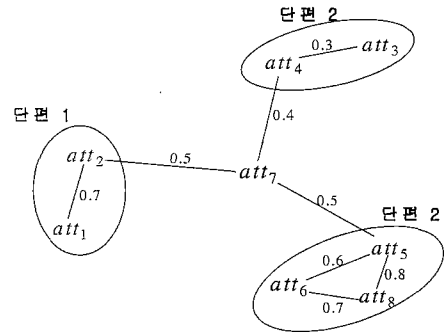 단편 2
att₄ 0.3 att₃
0.4
단편 1
att₂ 0.5 att₇
0.7
att₁
0.5
단편 2
att₅
0.6 0.8
att₆ 0.7 att₈